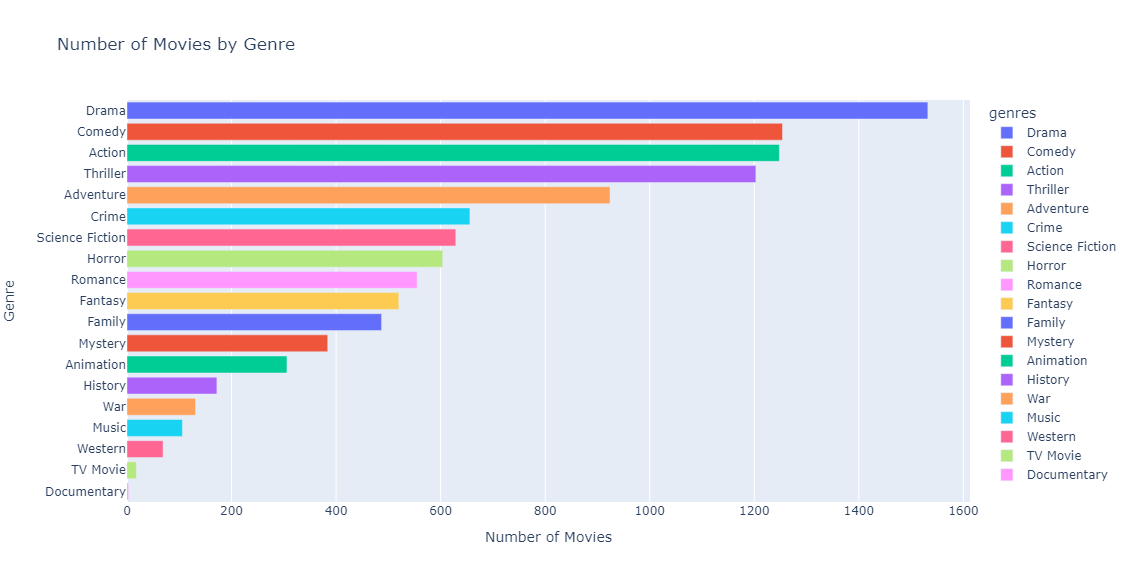 Number of Movies by Genre
Genre
Drama
Comedy
Action
Thriller
Adventure
Crime
Science Fiction
Horror
Romance
Fantasy
Family
Mystery
Animation
History
War
Music
Western
TV Movie
Documentary
0 200 400 600 800 1000 1200 1400 1600
Number of Movies
genres
Drama
Comedy
Action
Thriller
Adventure
Crime
Science Fiction
Horror
Romance
Fantasy
Family
Mystery
Animation
History
War
Music
Western
TV Movie
Documentary